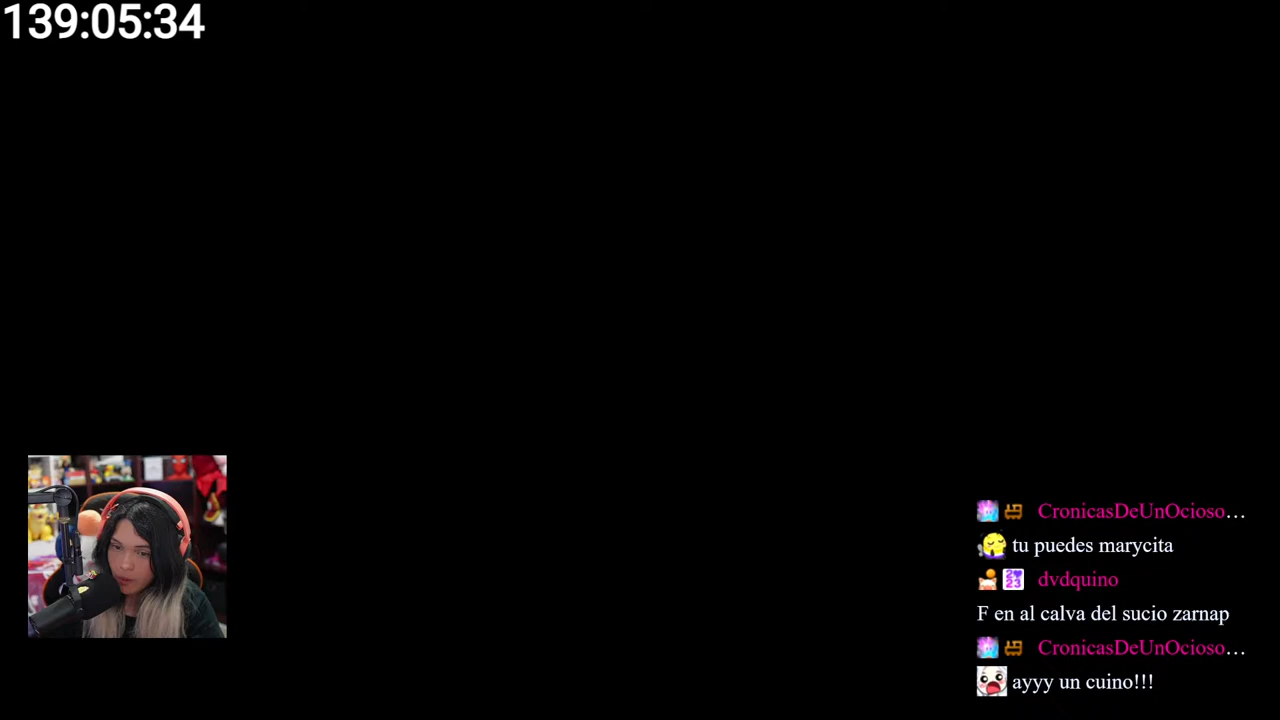 139:05:34
CronicasDeUnOcioso…
tu puedes marycita
dvdquino
F en al calva del sucio zarnap
CronicasDeUnOcioso…
ayyy un cuino!!!